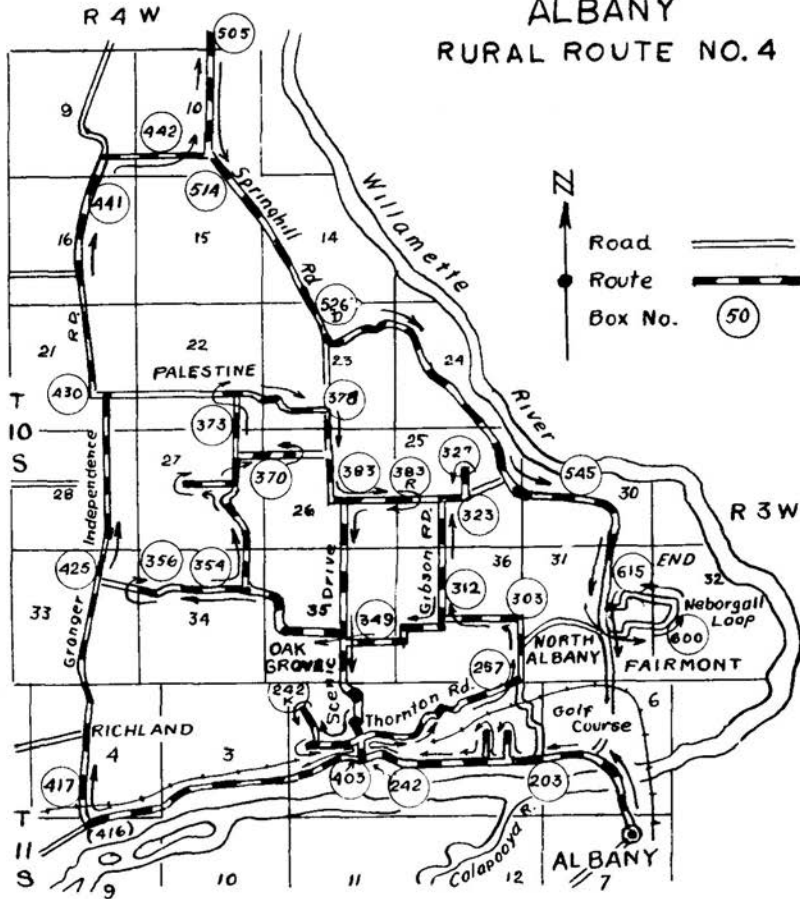 ALBANY
RURAL ROUTE NO. 4
R 4 W
505
9
10
442
514
Springhill Rd
Willamette River
N
Road
Route
Box No. 50
441
16
15
14
526 D
RD.
21
22
PALESTINE
23
24
430
T 10 S
373
378
25
327
27
370
383
383 R
545
30
28
Independence
26
323
R 3 W
Gibson RD.
36
31
END
32
425
356
354
615
Neborgall Loop
33
34
35
Drive
312
303
349
600
Granger
OAK GROVE
NORTH ALBANY
FAIRMONT
267
242 K
Scenic
Thornton Rd.
Golf Course
6
RICHLAND
4
3
417
403
242
203
T 11 S
(416)
Calapooya R.
ALBANY
9
10
11
12
7